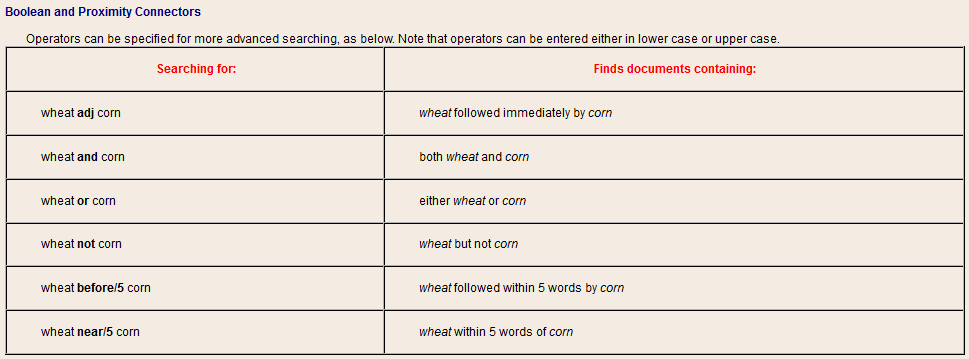 Boolean and Proximity Connectors
Operators can be specified for more advanced searching, as below. Note that operators can be entered either in lower case or upper case.
Searching for: Finds documents containing:
wheat adj corn wheat followed immediately by corn
wheat and corn both wheat and corn
wheat or corn either wheat or corn
wheat not corn wheat but not corn
wheat before/5 corn wheat followed within 5 words by corn
wheat near/5 corn wheat within 5 words of corn